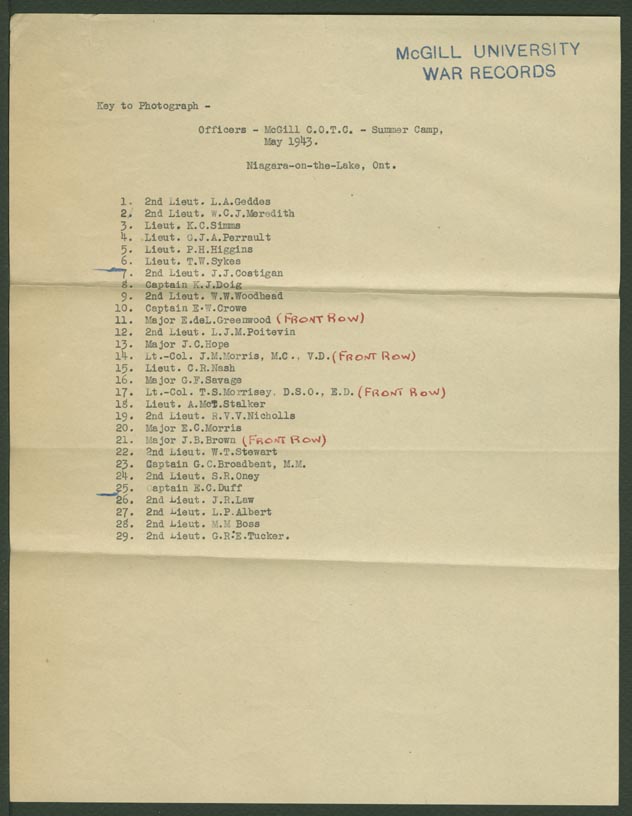 McGILL UNIVERSITY
WAR RECORDS
Key to Photograph -
Officers - McGill C.O.T.C. - Summer Camp,
May 1943.
Niagara-on-the-Lake, Ont.
1. 2nd Lieut. L.A.Geddes
2. 2nd Lieut. W.C.J.Meredith
3. Lieut. K.C.Simms
4. Lieut. G.J.A.Perrault
5. Lieut. P.H.Higgins
6. Lieut. T.W.Sykes
7. 2nd Lieut. J.J.Costigan
8. Captain K.J.Doig
9. 2nd Lieut. W.W.Woodhead
10. Captain E.W.Crowe
11. Major E.deL.Greenwood (FRONT ROW)
12. 2nd Lieut. L.J.M.Poitevin
13. Major J.C.Hope
14. Lt.-Col. J.M.Morris, M.C., V.D. (FRONT ROW)
15. Lieut. C.R.Nash
16. Major G.F.Savage
17. Lt.-Col. T.S.Morrisey, D.S.O., E.D. (FRONT ROW)
18. Lieut. A.McT.Stalker
19. 2nd Lieut. R.V.V.Nicholls
20. Major E.C.Morris
21. Major J.B.Brown (FRONT ROW)
22. 2nd Lieut. W.T.Stewart
23. Captain G.C.Broadbent, M.M.
24. 2nd Lieut. S.R.Oney
25. Captain E.C.Duff
26. 2nd Lieut. J.R.Law
27. 2nd Lieut. L.P.Albert
28. 2nd Lieut. M.M Boss
29. 2nd Lieut. G.R.E.Tucker.